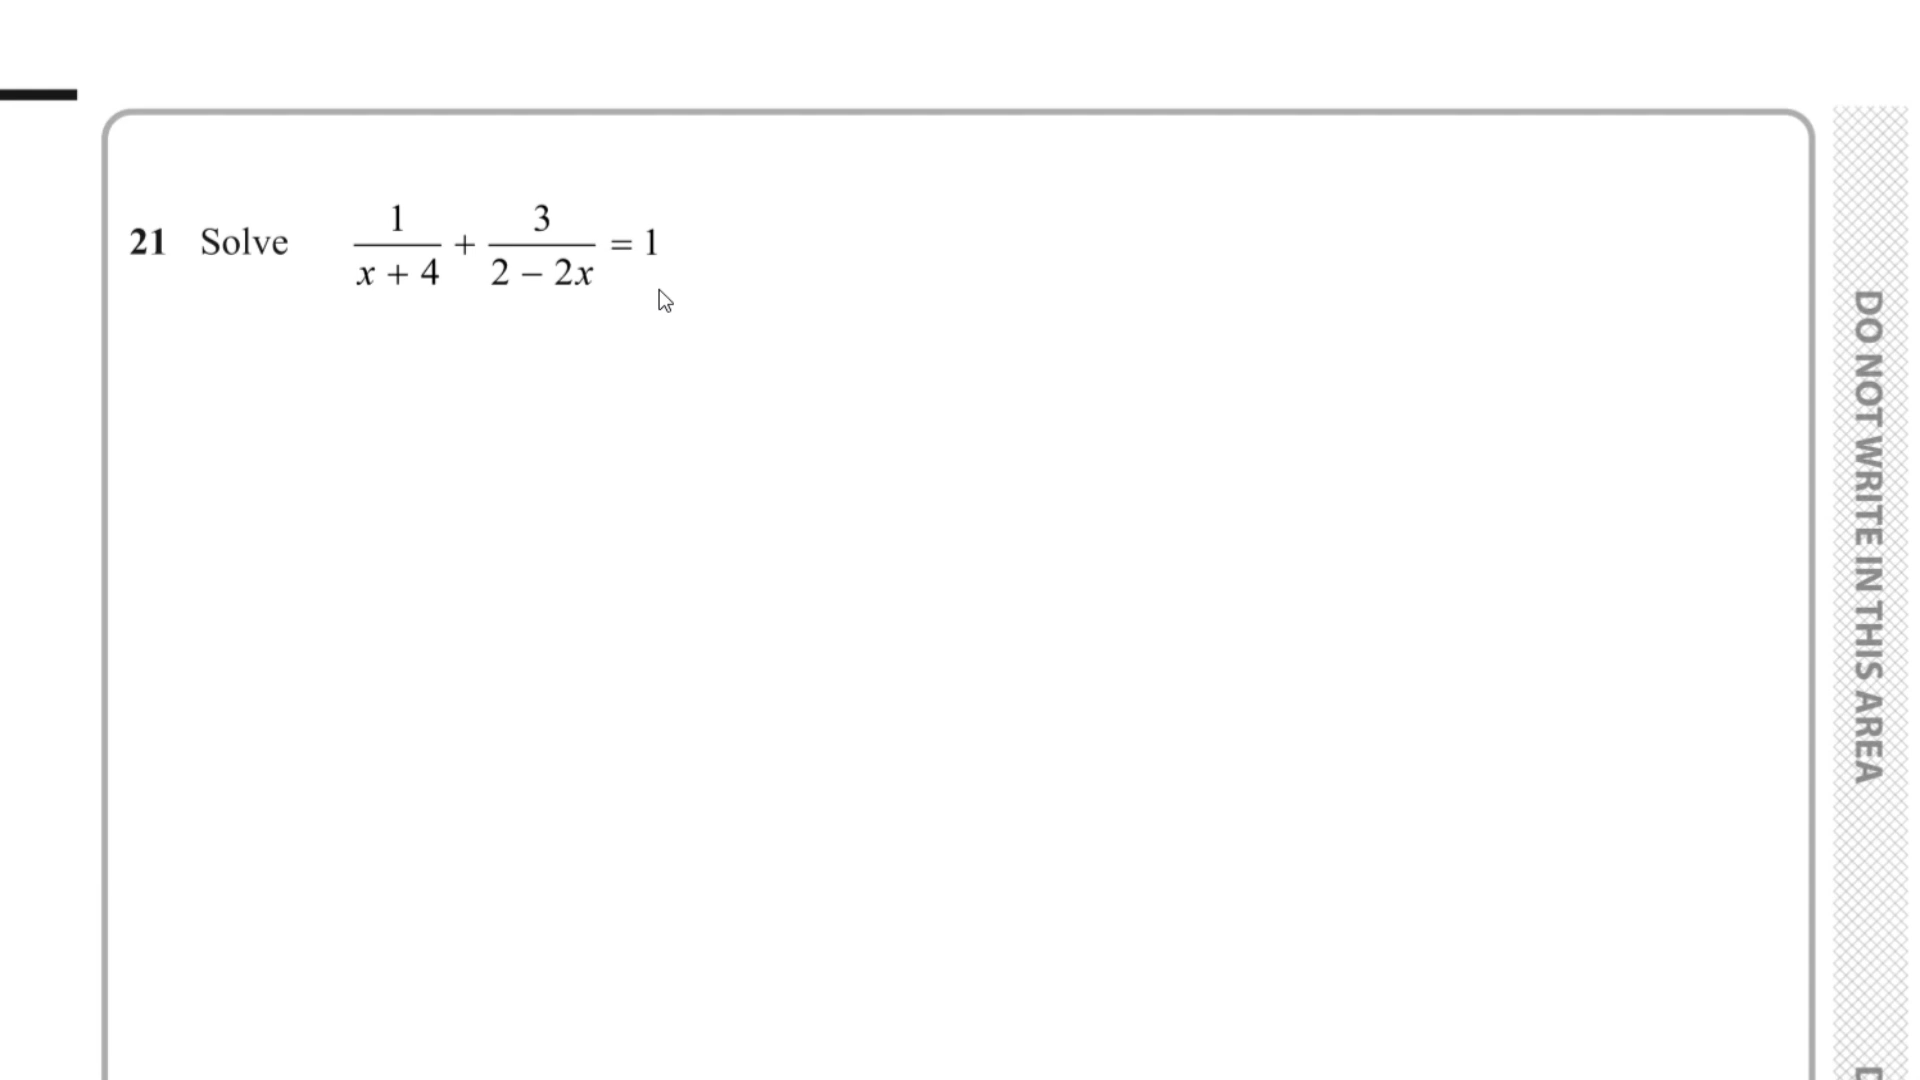 21 Solve 1/(x + 4) + 3/(2 − 2x) = 1
DO NOT WRITE IN THIS AREA